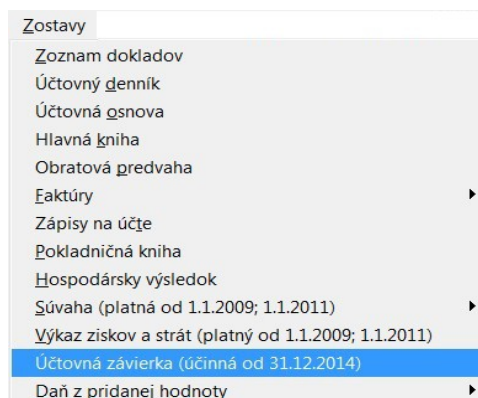 Zostavy
Zoznam dokladov
Účtovný denník
Účtovná osnova
Hlavná kniha
Obratová predvaha
Faktúry
Zápisy na účte
Pokladničná kniha
Hospodársky výsledok
Súvaha (platná od 1.1.2009; 1.1.2011)
Výkaz ziskov a strát (platný od 1.1.2009; 1.1.2011)
Účtovná závierka (účinná od 31.12.2014)
Daň z pridanej hodnoty